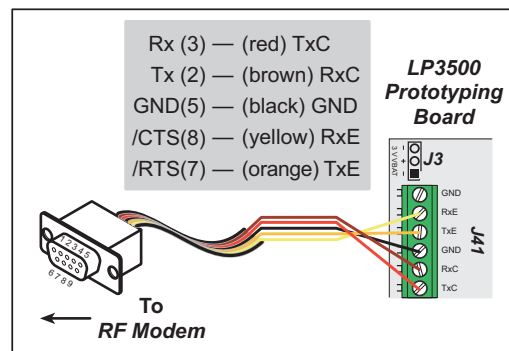 Rx (3) — (red) TxC
Tx (2) — (brown) RxC
GND(5) — (black) GND
/CTS(8) — (yellow) RxE
/RTS(7) — (orange) TxE
LP3500
Prototyping
Board
3 V VBAT
+
J3
GND
RxE
TxE
GND
RxC
TxC
J41
12345
6789
To
RF Modem